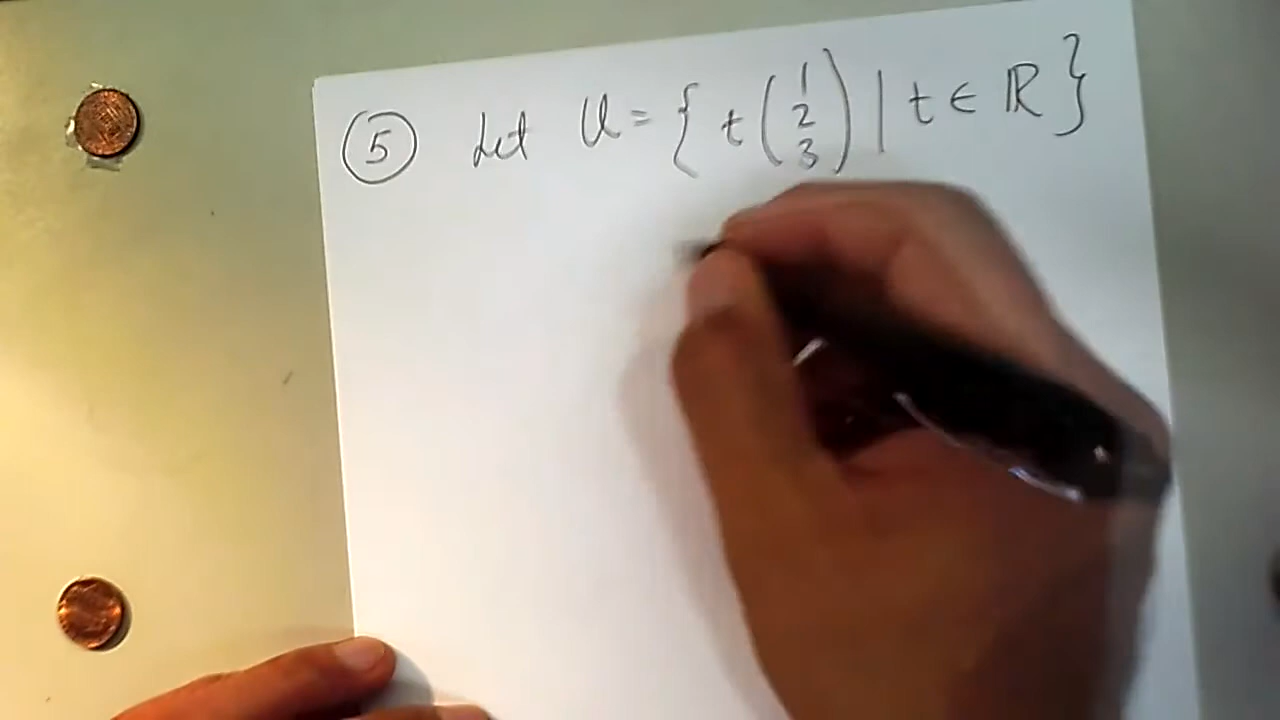 ⑤ Let U = { t (1 2 3) | t ∈ ℝ }